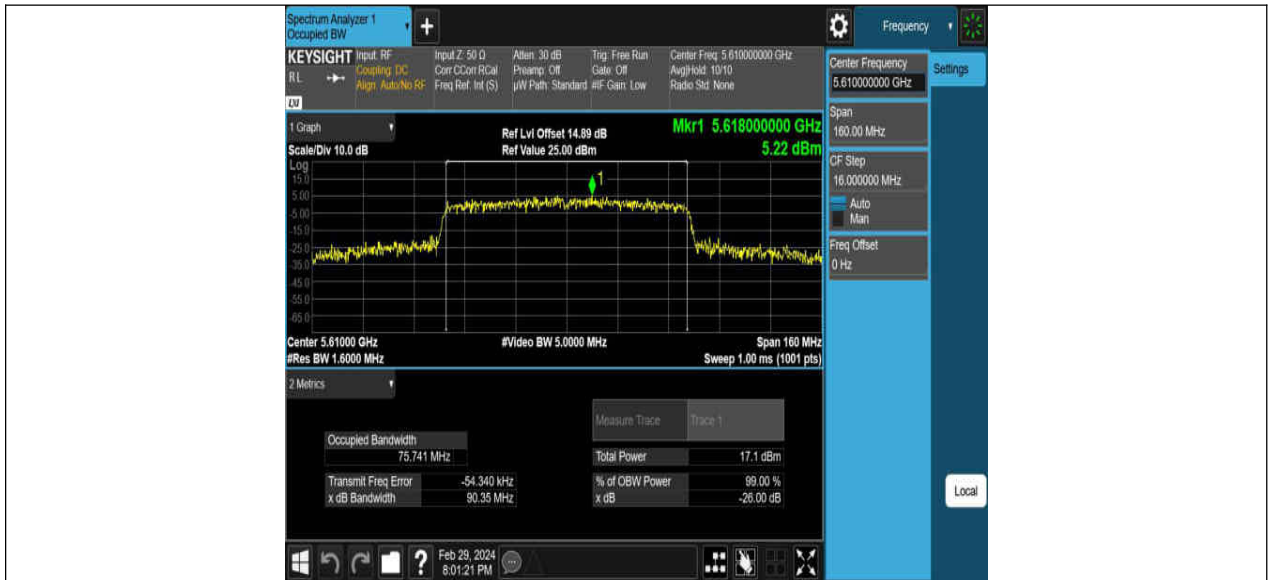 Spectrum Analyzer 1
Occupied BW
+
Frequency
KEYSIGHT
RL
LW
Input: RF
Coupling: DC
Align: Auto/No RF
Input Z: 50 Ω
Corr CCorr RCal
Freq Ref: Int (S)
Atten: 30 dB
Preamp: Off
µW Path: Standard
Trig: Free Run
Gate: Off
#IF Gain: Low
Center Freq: 5.610000000 GHz
Avg|Hold: 10/10
Radio Std: None
Center Frequency
5.610000000 GHz
Settings
Span
160.00 MHz
CF Step
16.000000 MHz
Auto
Man
Freq Offset
0 Hz
1 Graph
Scale/Div 10.0 dB
Ref Lvl Offset 14.89 dB
Ref Value 25.00 dBm
Mkr1 5.618000000 GHz
5.22 dBm
Log
15.0
5.00
-5.00
-15.0
-25.0
-35.0
-45.0
-55.0
-65.0
1
Center 5.61000 GHz
#Res BW 1.6000 MHz
#Video BW 5.0000 MHz
Span 160 MHz
Sweep 1.00 ms (1001 pts)
2 Metrics
Measure Trace Trace 1
Occupied Bandwidth
75.741 MHz
Total Power 17.1 dBm
Transmit Freq Error -54.340 kHz
% of OBW Power 99.00 %
x dB Bandwidth 90.35 MHz
x dB -26.00 dB
Local
?
Feb 29, 2024
8:01:21 PM